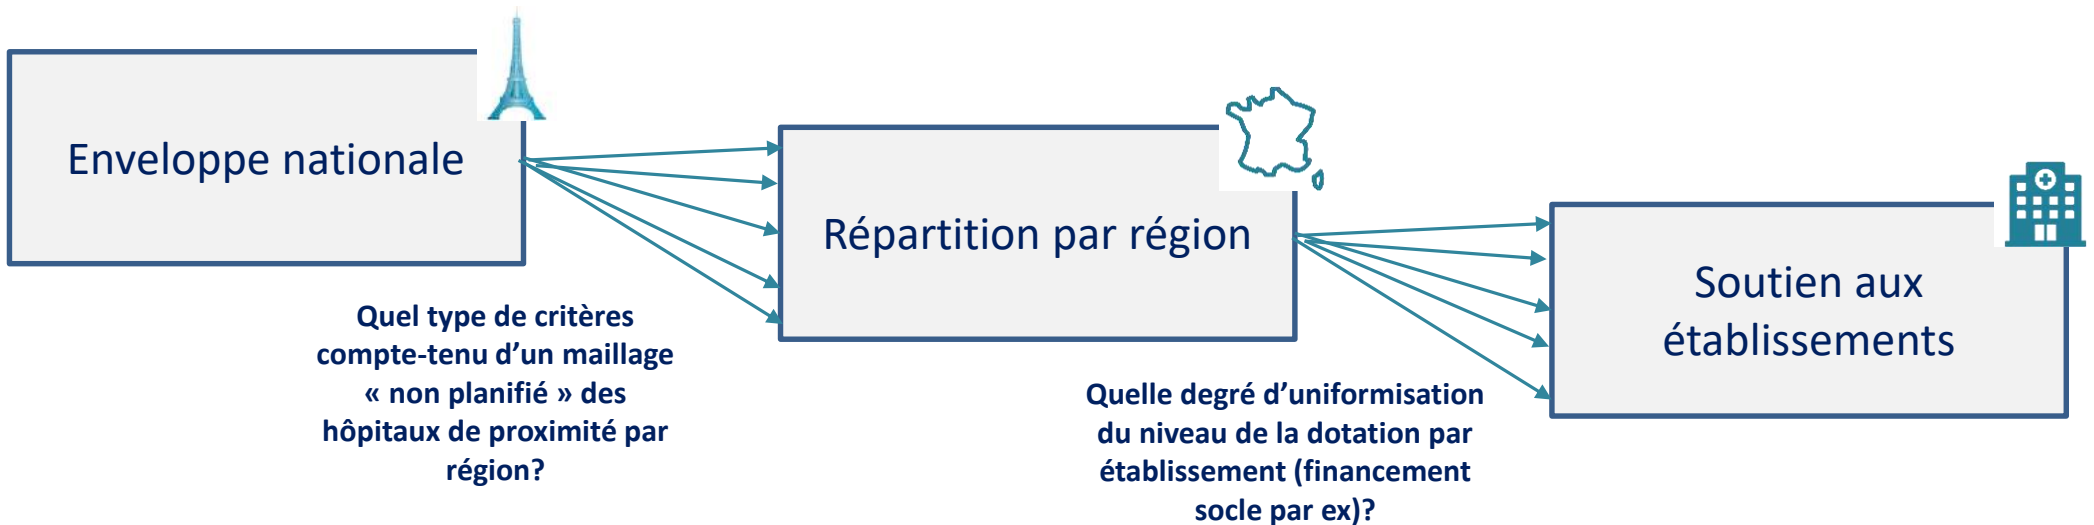 Enveloppe nationale
Répartition par région
Soutien aux
établissements
Quel type de critères
compte-tenu d’un maillage
« non planifié » des
hôpitaux de proximité par
région?
Quelle degré d’uniformisation
du niveau de la dotation par
établissement (financement
socle par ex)?